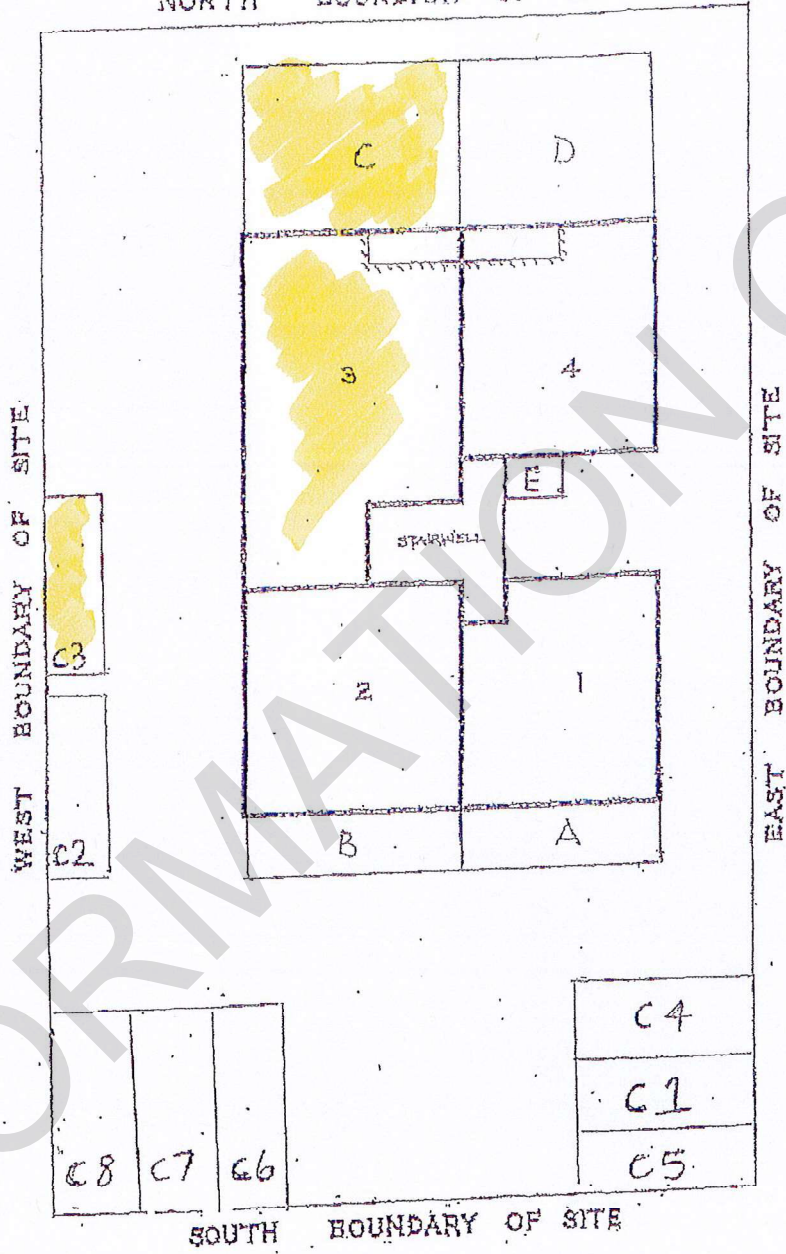 NORTH BOUNDARY
C
D
3
4
E
STAIRWELL
WEST BOUNDARY OF SITE
EAST BOUNDARY OF SITE
C3
2
1
C2
B
A
C4
C1
C5
C8 C7 C6
SOUTH BOUNDARY OF SITE
ORMATION